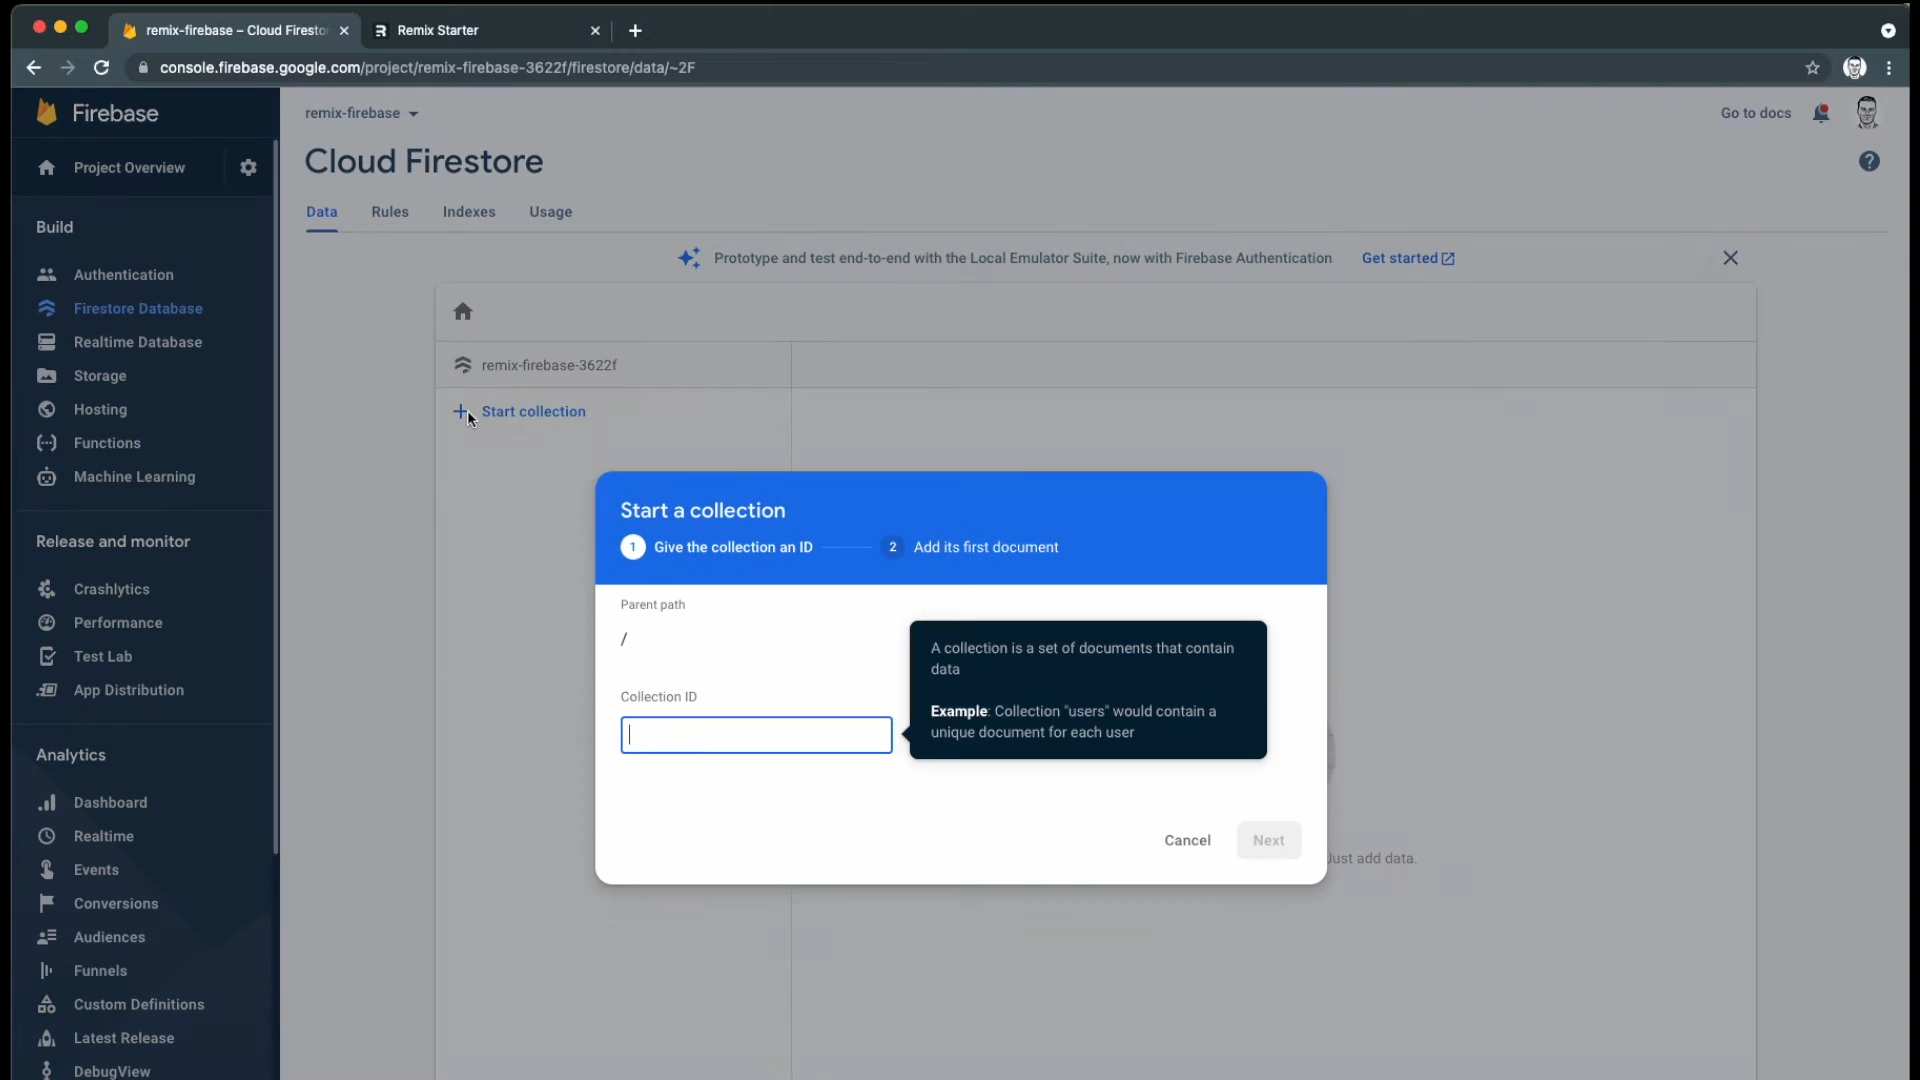 remix-firebase – Cloud Firesto
Remix Starter
console.firebase.google.com/project/remix-firebase-3622f/firestore/data/~2F
Firebase
remix-firebase
Go to docs
Project Overview
Cloud Firestore
Data
Rules
Indexes
Usage
Build
Prototype and test end-to-end with the Local Emulator Suite, now with Firebase Authentication
Get started
Authentication
Firestore Database
Realtime Database
Storage
Hosting
Functions
Machine Learning
remix-firebase-3622f
Start collection
Release and monitor
Crashlytics
Performance
Test Lab
App Distribution
Start a collection
1 Give the collection an ID
2 Add its first document
Parent path
/
A collection is a set of documents that contain
data
Example: Collection "users" would contain a
unique document for each user
Collection ID
Cancel
Next
Just add data.
Analytics
Dashboard
Realtime
Events
Conversions
Audiences
Funnels
Custom Definitions
Latest Release
DebugView